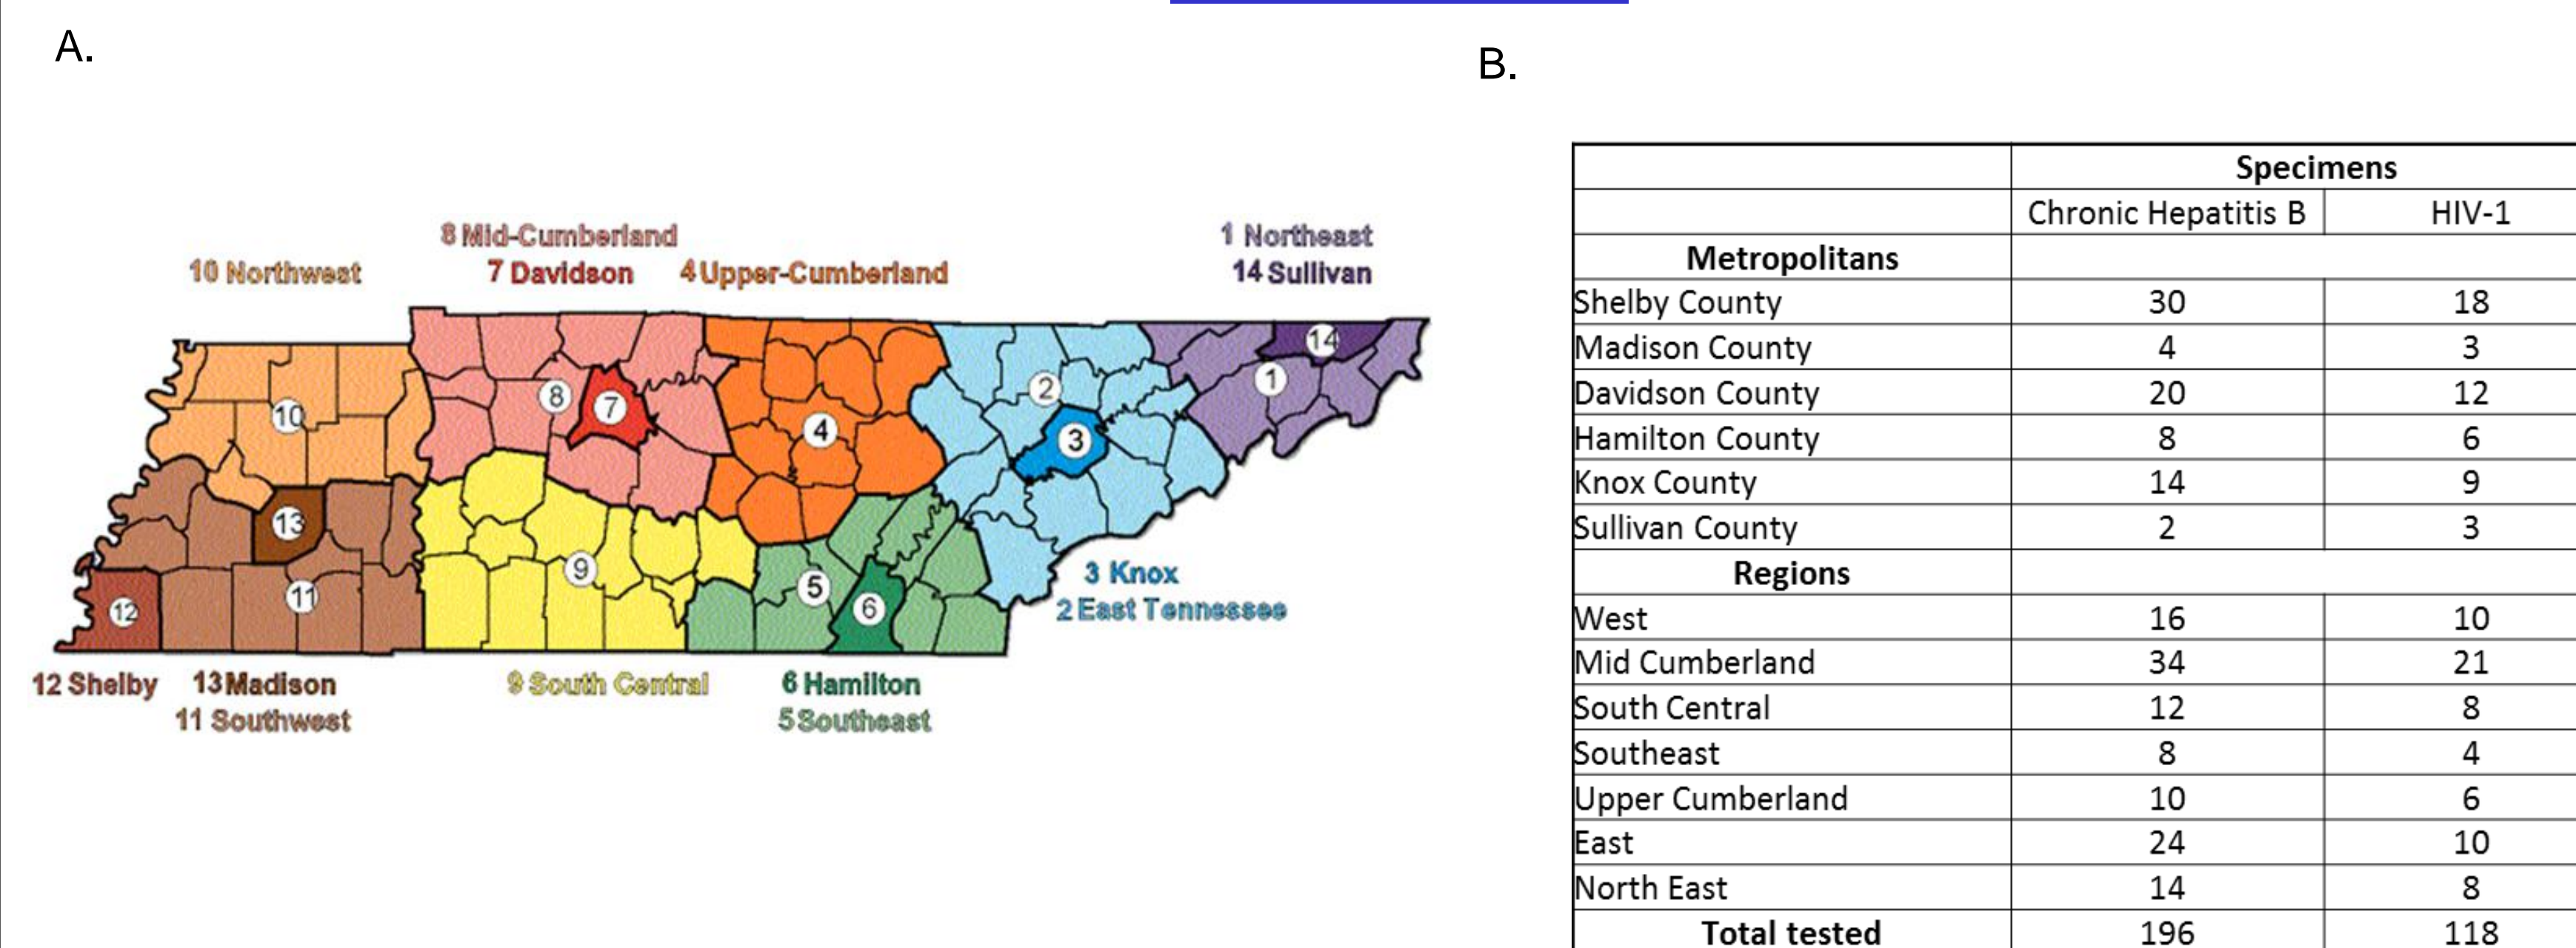 A.
B.
8 Mid-Cumberland
1 Northeast
10 Northwest
7 Davidson
4 Upper-Cumberland
14 Sullivan
14
2
1
8
7
10
4
3
13
9
5
11
6
12
3 Knox
2 East Tennessee
12 Shelby
13 Madison
9 South Central
6 Hamilton
11 Southwest
5 Southeast
Specimens
Chronic Hepatitis B HIV-1
Metropolitans
Shelby County 30 18
Madison County 4 3
Davidson County 20 12
Hamilton County 8 6
Knox County 14 9
Sullivan County 2 3
Regions
West 16 10
Mid Cumberland 34 21
South Central 12 8
Southeast 8 4
Upper Cumberland 10 6
East 24 10
North East 14 8
Total tested 196 118